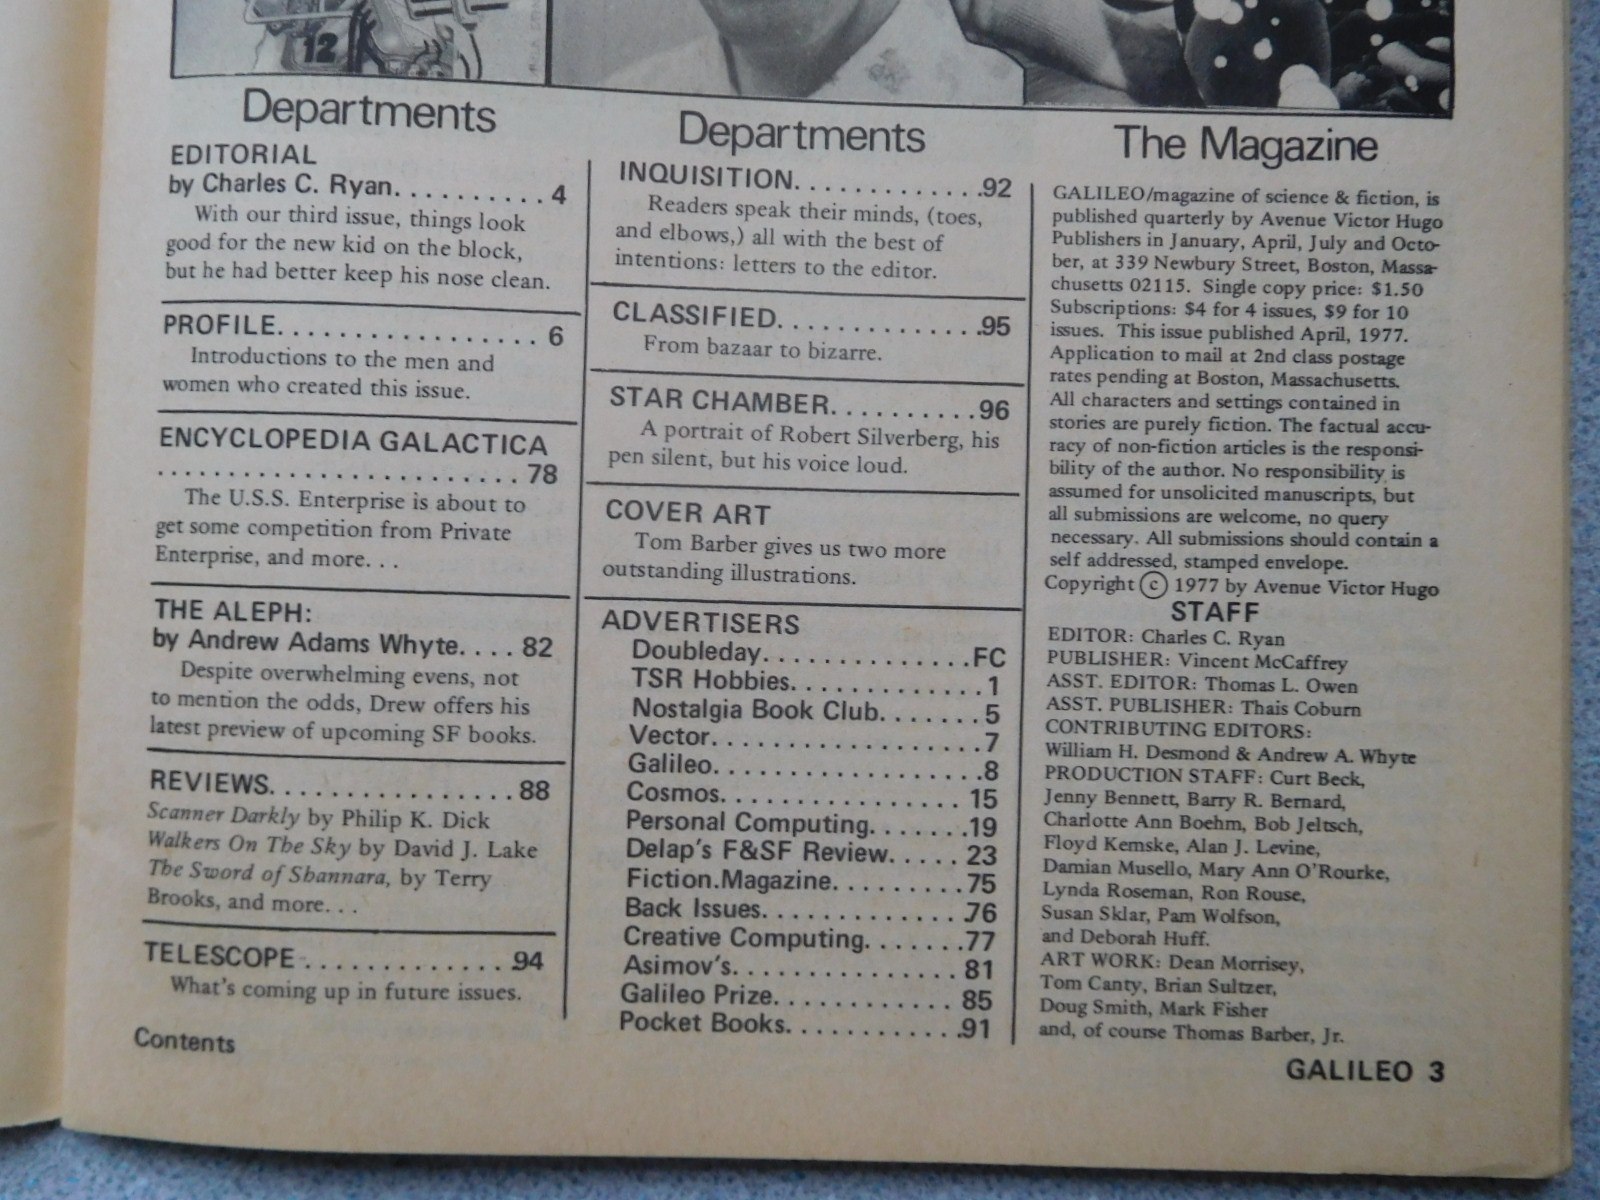 12
Departments
EDITORIAL
by Charles C. Ryan. . . . . . . . . . 4
With our third issue, things look
good for the new kid on the block,
but he had better keep his nose clean.
PROFILE. . . . . . . . . . . . . . . . 6
Introductions to the men and
women who created this issue.
ENCYCLOPEDIA GALACTICA
. . . . . . . . . . . . . . . . . . . . . . . . 78
The U.S.S. Enterprise is about to
get some competition from Private
Enterprise, and more. . .
THE ALEPH:
by Andrew Adams Whyte. . . . 82
Despite overwhelming evens, not
to mention the odds, Drew offers his
latest preview of upcoming SF books.
REVIEWS. . . . . . . . . . . . . . . . 88
Scanner Darkly by Philip K. Dick
Walkers On The Sky by David J. Lake
The Sword of Shannara, by Terry
Brooks, and more. . .
TELESCOPE . . . . . . . . . . . . . . 94
What's coming up in future issues.
Contents
Departments
INQUISITION. . . . . . . . . . . . .92
Readers speak their minds, (toes,
and elbows,) all with the best of
intentions: letters to the editor.
CLASSIFIED. . . . . . . . . . . . . .95
From bazaar to bizarre.
STAR CHAMBER. . . . . . . . . . 96
A portrait of Robert Silverberg, his
pen silent, but his voice loud.
COVER ART
Tom Barber gives us two more
outstanding illustrations.
ADVERTISERS
Doubleday. . . . . . . . . . . . . . FC
TSR Hobbies. . . . . . . . . . . . . 1
Nostalgia Book Club. . . . . . . 5
Vector. . . . . . . . . . . . . . . . . . 7
Galileo. . . . . . . . . . . . . . . . . .8
Cosmos. . . . . . . . . . . . . . . . 15
Personal Computing. . . . . . .19
Delap's F&SF Review. . . . . 23
Fiction.Magazine. . . . . . . . . 75
Back Issues. . . . . . . . . . . . . 76
Creative Computing. . . . . . .77
Asimov's. . . . . . . . . . . . . . . 81
Galileo Prize. . . . . . . . . . . . 85
Pocket Books. . . . . . . . . . . .91
The Magazine
GALILEO/magazine of science & fiction, is
published quarterly by Avenue Victor Hugo
Publishers in January, April, July and Octo-
ber, at 339 Newbury Street, Boston, Massa-
chusetts 02115. Single copy price: $1.50
Subscriptions: $4 for 4 issues, $9 for 10
issues. This issue published April, 1977.
Application to mail at 2nd class postage
rates pending at Boston, Massachusetts.
All characters and settings contained in
stories are purely fiction. The factual accu-
racy of non-fiction articles is the responsi-
bility of the author. No responsibility is
assumed for unsolicited manuscripts, but
all submissions are welcome, no query
necessary. All submissions should contain a
self addressed, stamped envelope.
Copyright © 1977 by Avenue Victor Hugo
STAFF
EDITOR: Charles C. Ryan
PUBLISHER: Vincent McCaffrey
ASST. EDITOR: Thomas L. Owen
ASST. PUBLISHER: Thais Coburn
CONTRIBUTING EDITORS:
William H. Desmond & Andrew A. Whyte
PRODUCTION STAFF: Curt Beck,
Jenny Bennett, Barry R. Bernard,
Charlotte Ann Boehm, Bob Jeltsch,
Floyd Kemske, Alan J. Levine,
Damian Musello, Mary Ann O'Rourke,
Lynda Roseman, Ron Rouse,
Susan Sklar, Pam Wolfson,
and Deborah Huff.
ART WORK: Dean Morrisey,
Tom Canty, Brian Sultzer,
Doug Smith, Mark Fisher
and, of course Thomas Barber, Jr.
GALILEO 3